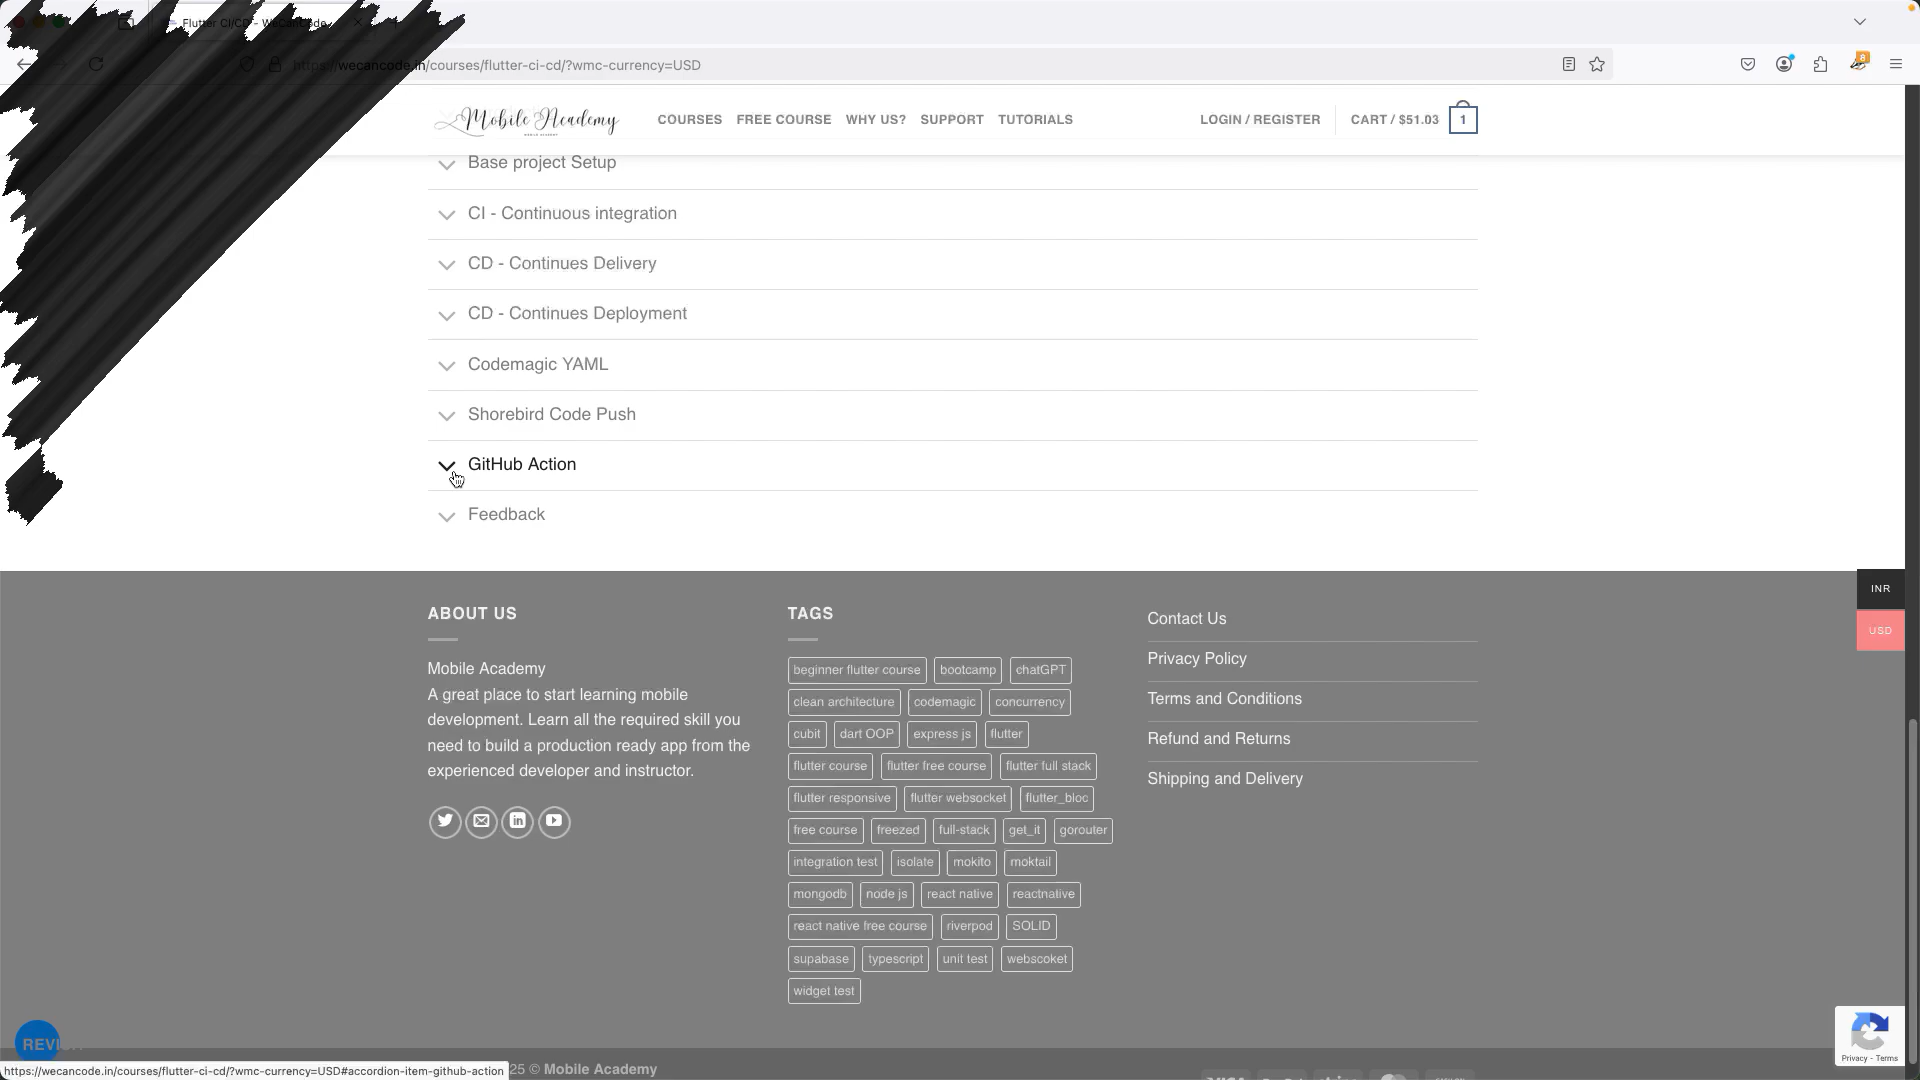 Flutter CI/CD - WeCanCode
https://wecancode.in/courses/flutter-ci-cd/?wmc-currency=USD
Mobile Academy
COURSES FREE COURSE WHY US? SUPPORT TUTORIALS
LOGIN / REGISTER
CART / $51.03 1
Base project Setup
CI - Continuous integration
CD - Continues Delivery
CD - Continues Deployment
Codemagic YAML
Shorebird Code Push
GitHub Action
Feedback
INR
USD
ABOUT US
Mobile Academy
A great place to start learning mobile
development. Learn all the required skill you
need to build a production ready app from the
experienced developer and instructor.
TAGS
beginner flutter course bootcamp chatGPT
clean architecture codemagic concurrency
cubit dart OOP express js flutter
flutter course flutter free course flutter full stack
flutter responsive flutter websocket flutter_bloc
free course freezed full-stack get_it gorouter
integration test isolate mokito moktail
mongodb node js react native reactnative
react native free course riverpod SOLID
supabase typescript unit test webscoket
widget test
Contact Us
Privacy Policy
Terms and Conditions
Refund and Returns
Shipping and Delivery
REVI
Privacy - Terms
https://wecancode.in/courses/flutter-ci-cd/?wmc-currency=USD#accordion-item-github-action
25 © Mobile Academy